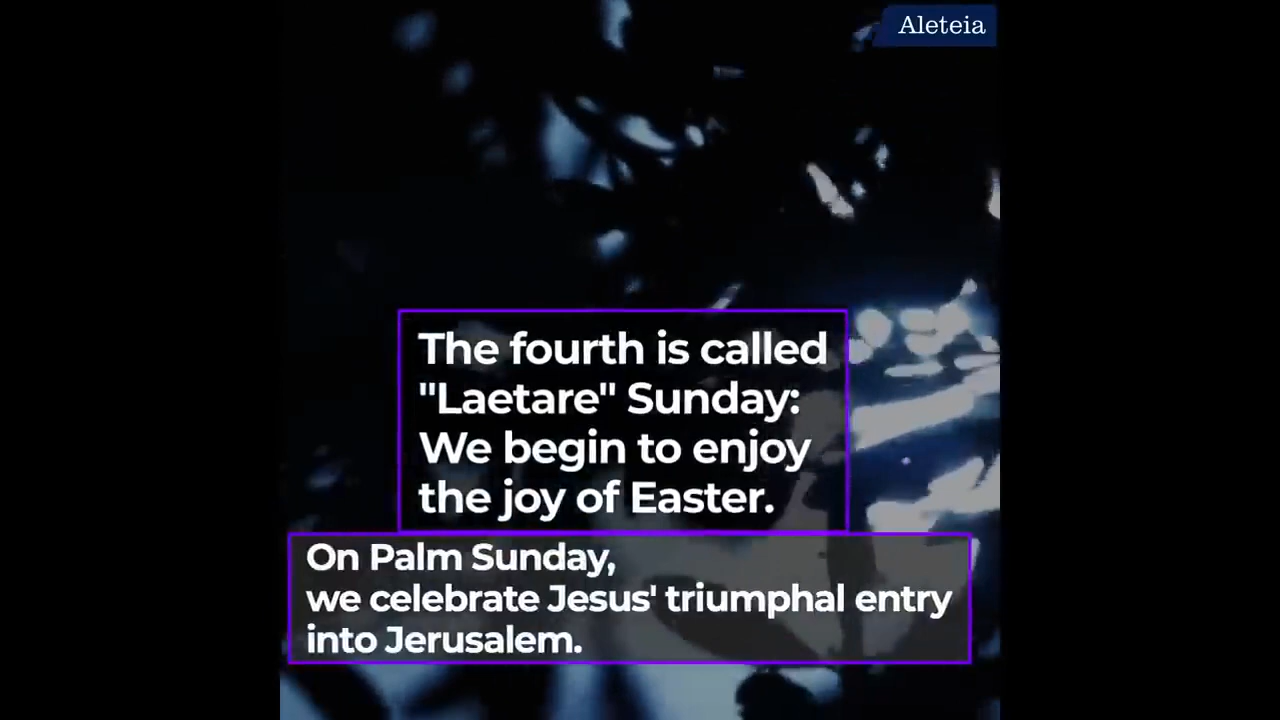 Aleteia
The fourth is called
"Laetare" Sunday:
We begin to enjoy
the joy of Easter.
On Palm Sunday,
we celebrate Jesus' triumphal entry
into Jerusalem.